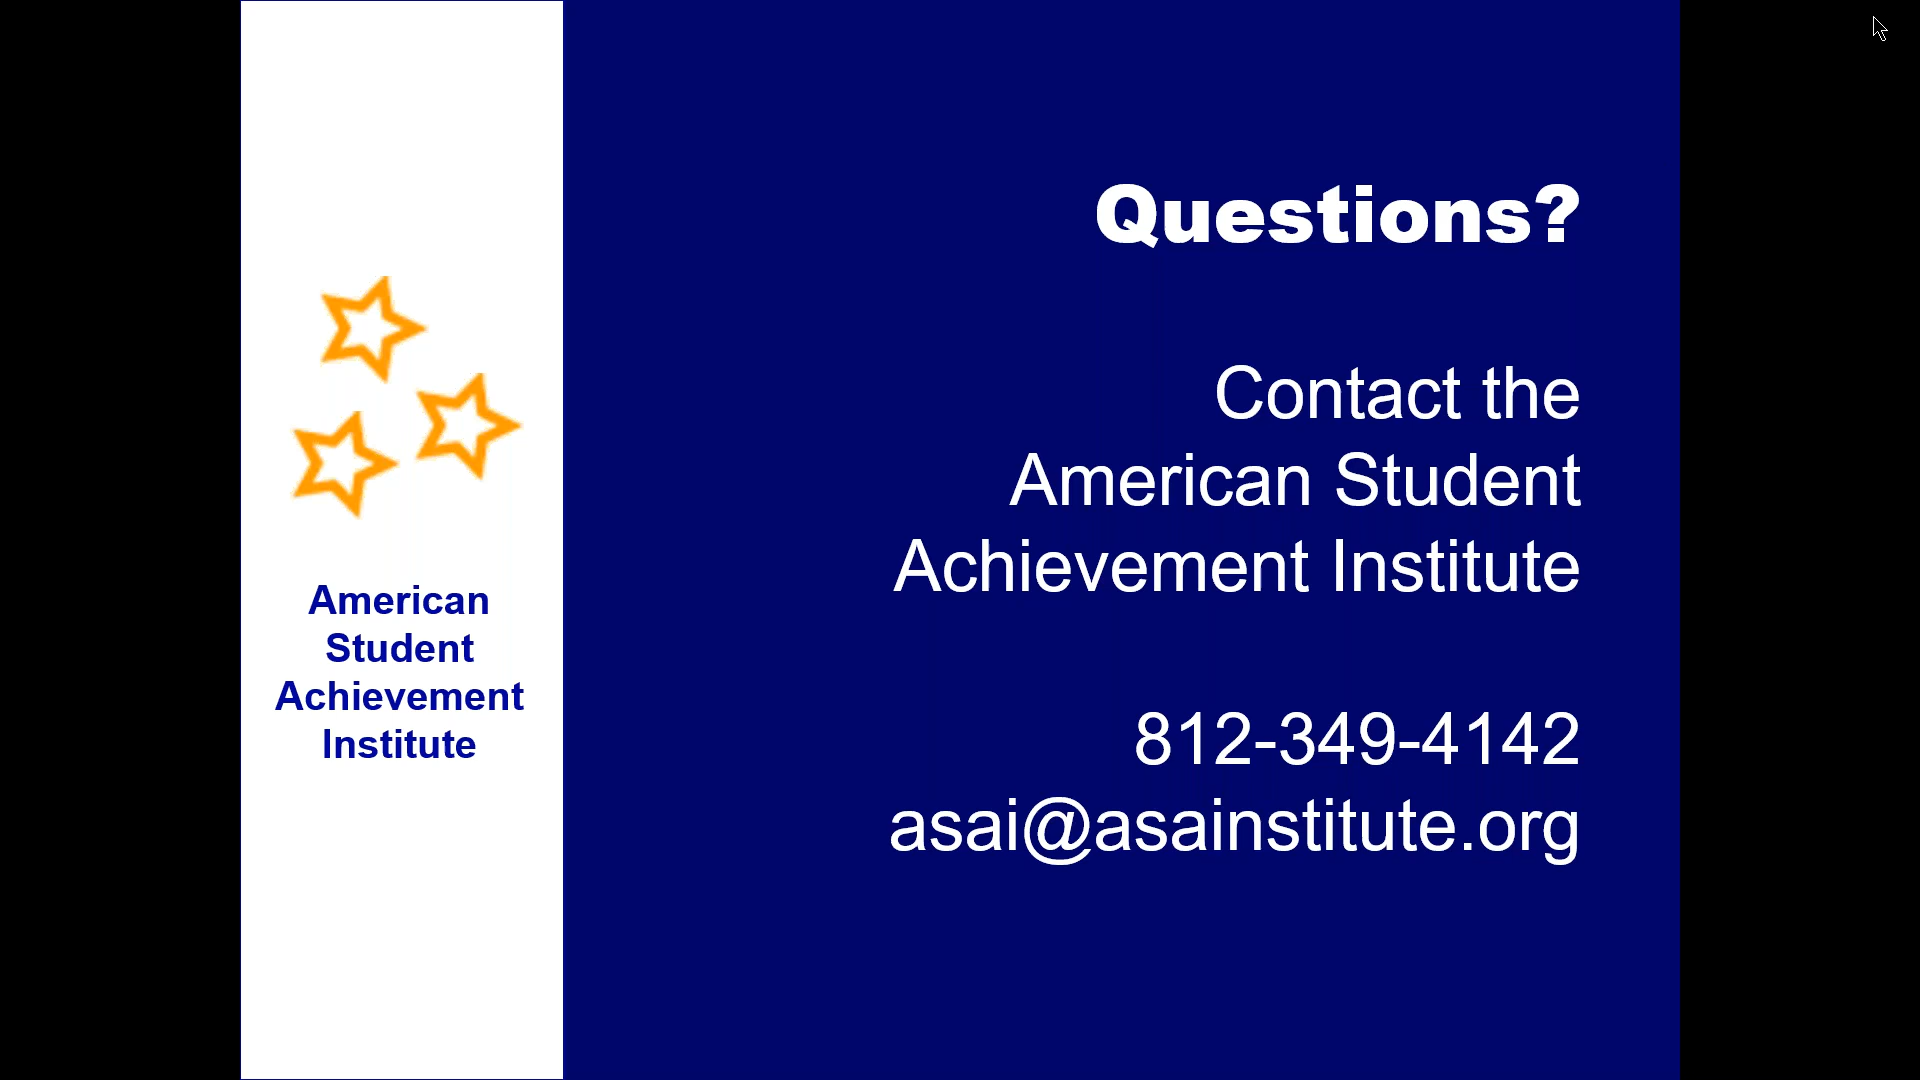 American
Student
Achievement
Institute
Questions?
Contact the
American Student
Achievement Institute
812-349-4142
asai@asainstitute.org